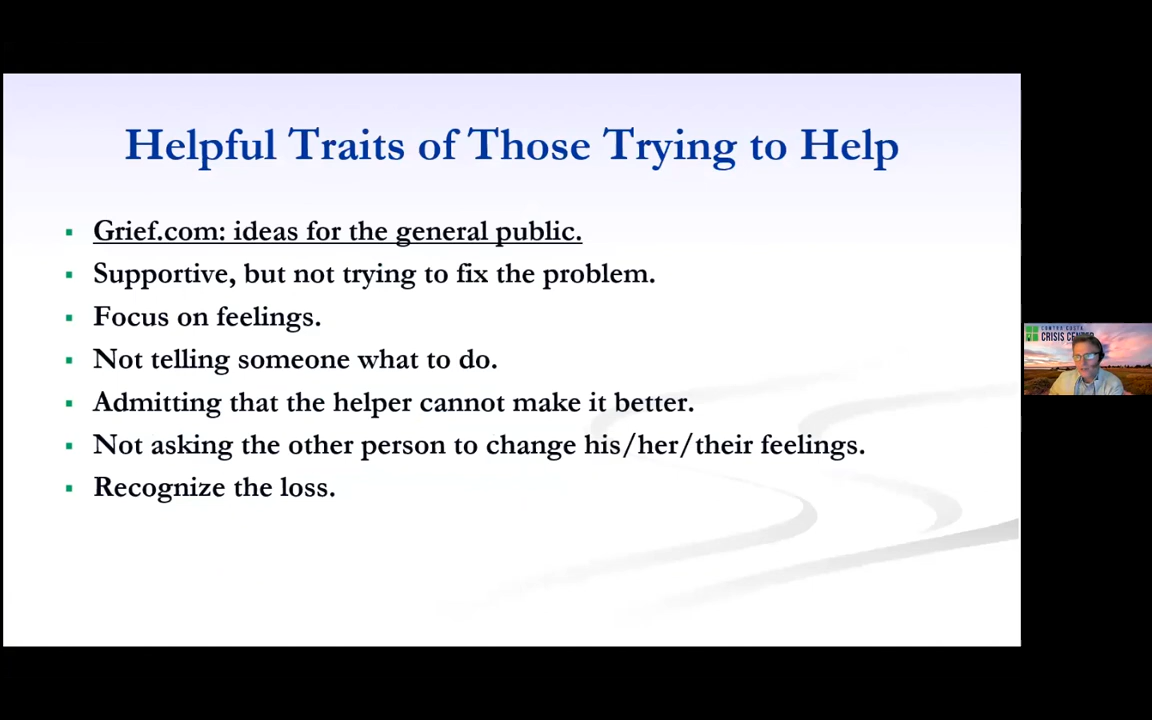 Helpful Traits of Those Trying to Help
Grief.com: ideas for the general public.
Supportive, but not trying to fix the problem.
Focus on feelings.
Not telling someone what to do.
Admitting that the helper cannot make it better.
Not asking the other person to change his/her/their feelings.
Recognize the loss.
CONTRA COSTA
CRISIS CENTER